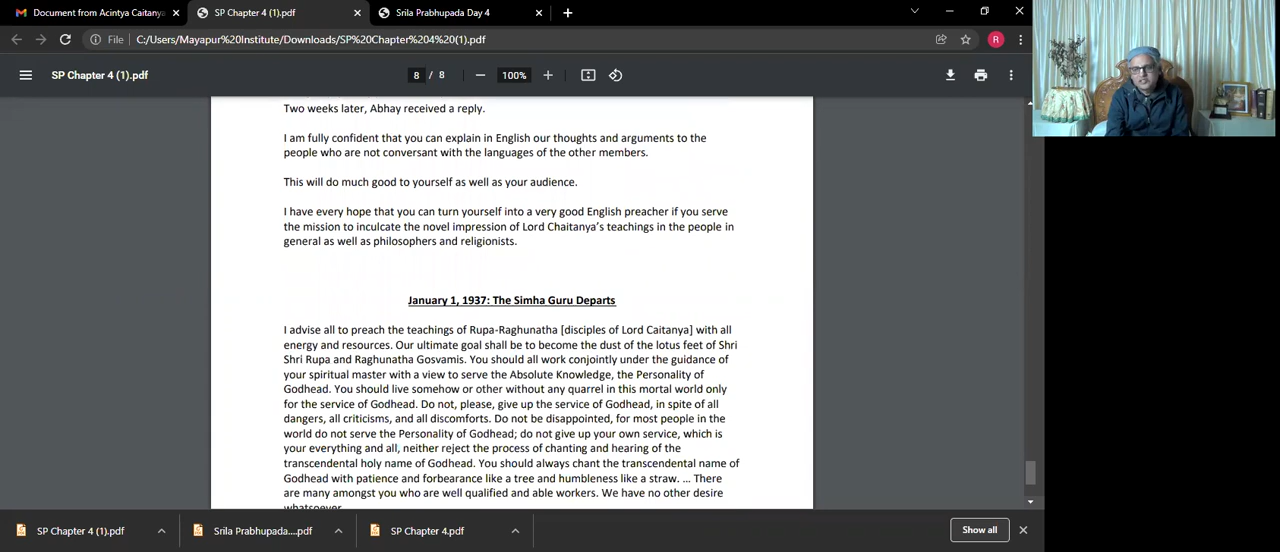 Document from Acintya Caitanya
SP Chapter 4 (1).pdf
Srila Prabhupada Day 4
File
C:/Users/Mayapur%20Institute/Downloads/SP%20Chapter%204%20(1).pdf
R
SP Chapter 4 (1).pdf
8 / 8
100%
Two weeks later, Abhay received a reply.
I am fully confident that you can explain in English our thoughts and arguments to the
people who are not conversant with the languages of the other members.
This will do much good to yourself as well as your audience.
I have every hope that you can turn yourself into a very good English preacher if you serve
the mission to inculcate the novel impression of Lord Chaitanya's teachings in the people in
general as well as philosophers and religionists.
January 1, 1937: The Simha Guru Departs
I advise all to preach the teachings of Rupa-Raghunatha [disciples of Lord Caitanya] with all
energy and resources. Our ultimate goal shall be to become the dust of the lotus feet of Shri
Shri Rupa and Raghunatha Gosvamis. You should all work conjointly under the guidance of
your spiritual master with a view to serve the Absolute Knowledge, the Personality of
Godhead. You should live somehow or other without any quarrel in this mortal world only
for the service of Godhead. Do not, please, give up the service of Godhead, in spite of all
dangers, all criticisms, and all discomforts. Do not be disappointed, for most people in the
world do not serve the Personality of Godhead; do not give up your own service, which is
your everything and all, neither reject the process of chanting and hearing of the
transcendental holy name of Godhead. You should always chant the transcendental name of
Godhead with patience and forbearance like a tree and humbleness like a straw. … There
are many amongst you who are well qualified and able workers. We have no other desire
whatsoever.
SP Chapter 4 (1).pdf
Srila Prabhupada....pdf
SP Chapter 4.pdf
Show all